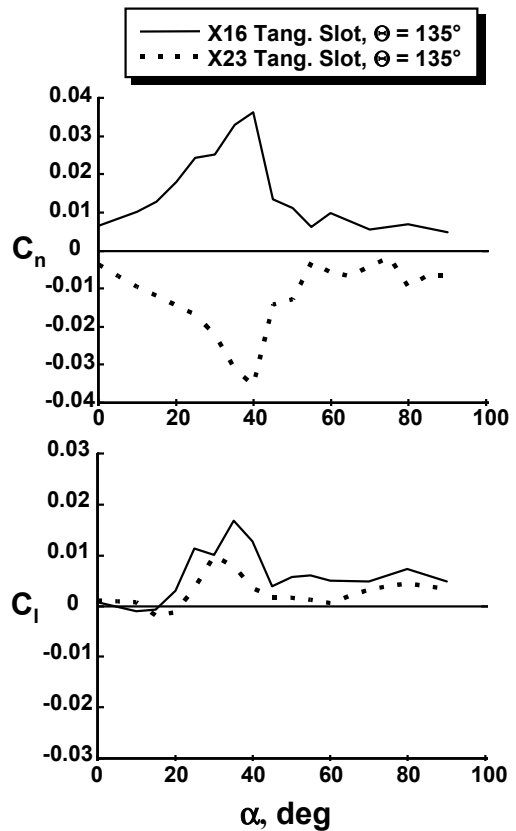 X16 Tang. Slot, Θ = 135°
X23 Tang. Slot, Θ = 135°
0.04
0.03
0.02
0.01
0
Cn
-0.01
-0.02
-0.03
-0.04
0 20 40 60 80 100
0.03
0.02
0.01
0
Cl
-0.01
-0.02
-0.03
0 20 40 60 80 100
α, deg